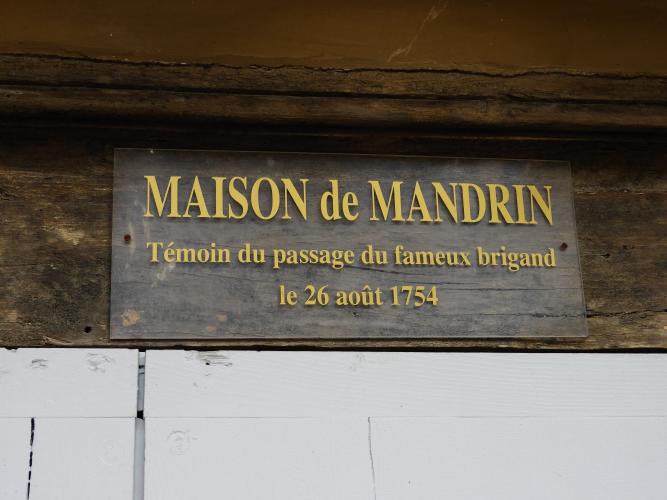 MAISON de MANDRIN
Témoin du passage du fameux brigand
le 26 août 1754